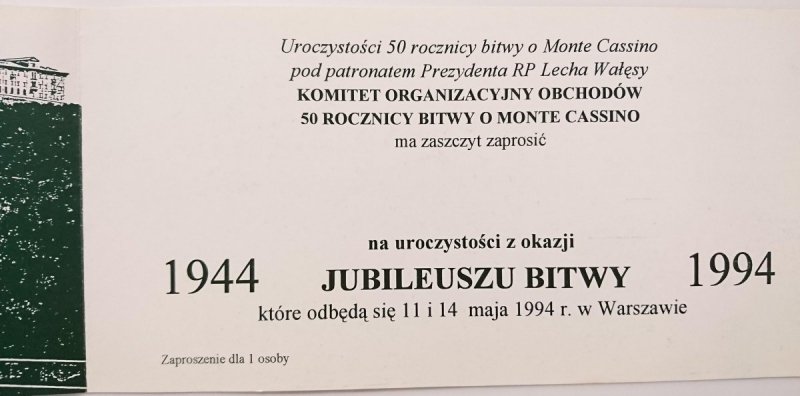 Uroczystości 50 rocznicy bitwy o Monte Cassino
pod patronatem Prezydenta RP Lecha Wałęsy
KOMITET ORGANIZACYJNY OBCHODÓW
50 ROCZNICY BITWY O MONTE CASSINO
ma zaszczyt zaprosić
na uroczystości z okazji
1944 JUBILEUSZU BITWY 1994
które odbędą się 11 i 14 maja 1994 r. w Warszawie
Zaproszenie dla 1 osoby